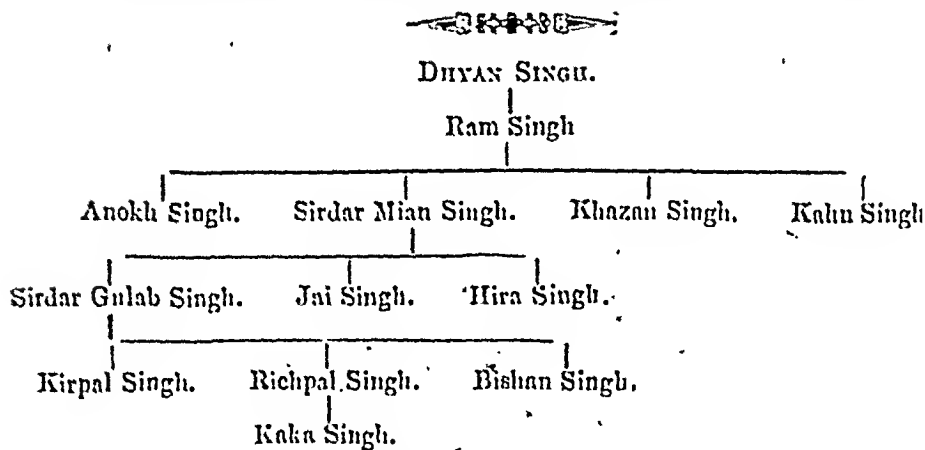 DHYAN SINGH.
Ram Singh
Anokh Singh. Sirdar Mian Singh. Khazan Singh. Kahn Singh
Sirdar Gulab Singh. Jai Singh. Hira Singh.
Kirpal Singh. Richpal Singh. Bishan Singh.
Kaka Singh.